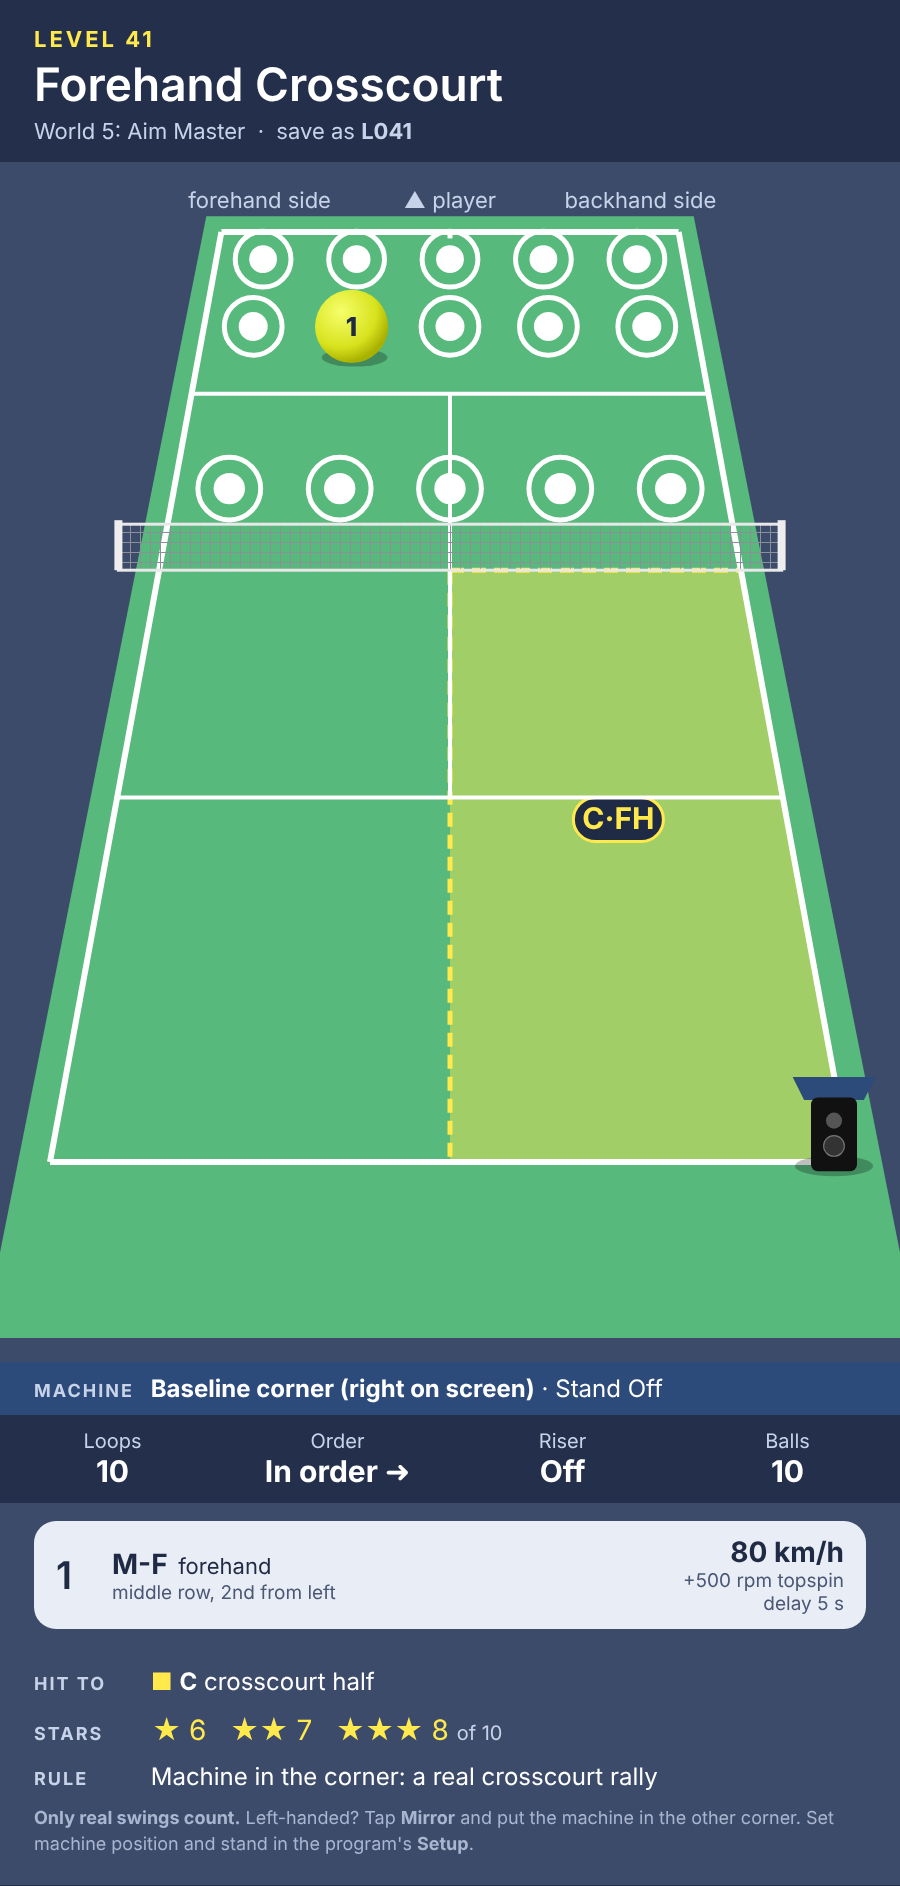 LEVEL 41
Forehand Crosscourt
World 5: Aim Master · save as L041
forehand side ▲ player backhand side
1
C·FH
MACHINE Baseline corner (right on screen) · Stand Off
Loops Order Riser Balls
10 In order ➜ Off 10
1 M-F forehand 80 km/h
middle row, 2nd from left +500 rpm topspin
delay 5 s
HIT TO ■ C crosscourt half
STARS ★ 6 ★★ 7 ★★★ 8 of 10
RULE Machine in the corner: a real crosscourt rally
Only real swings count. Left-handed? Tap Mirror and put the machine in the other corner. Set
machine position and stand in the program's Setup.